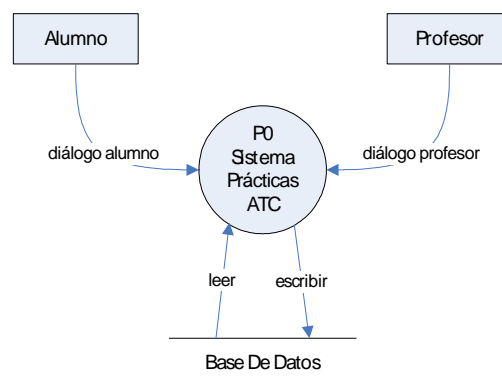 Alumno
Profesor
P0
Sistema
Prácticas
ATC
diálogo alumno
diálogo profesor
leer
escribir
Base De Datos